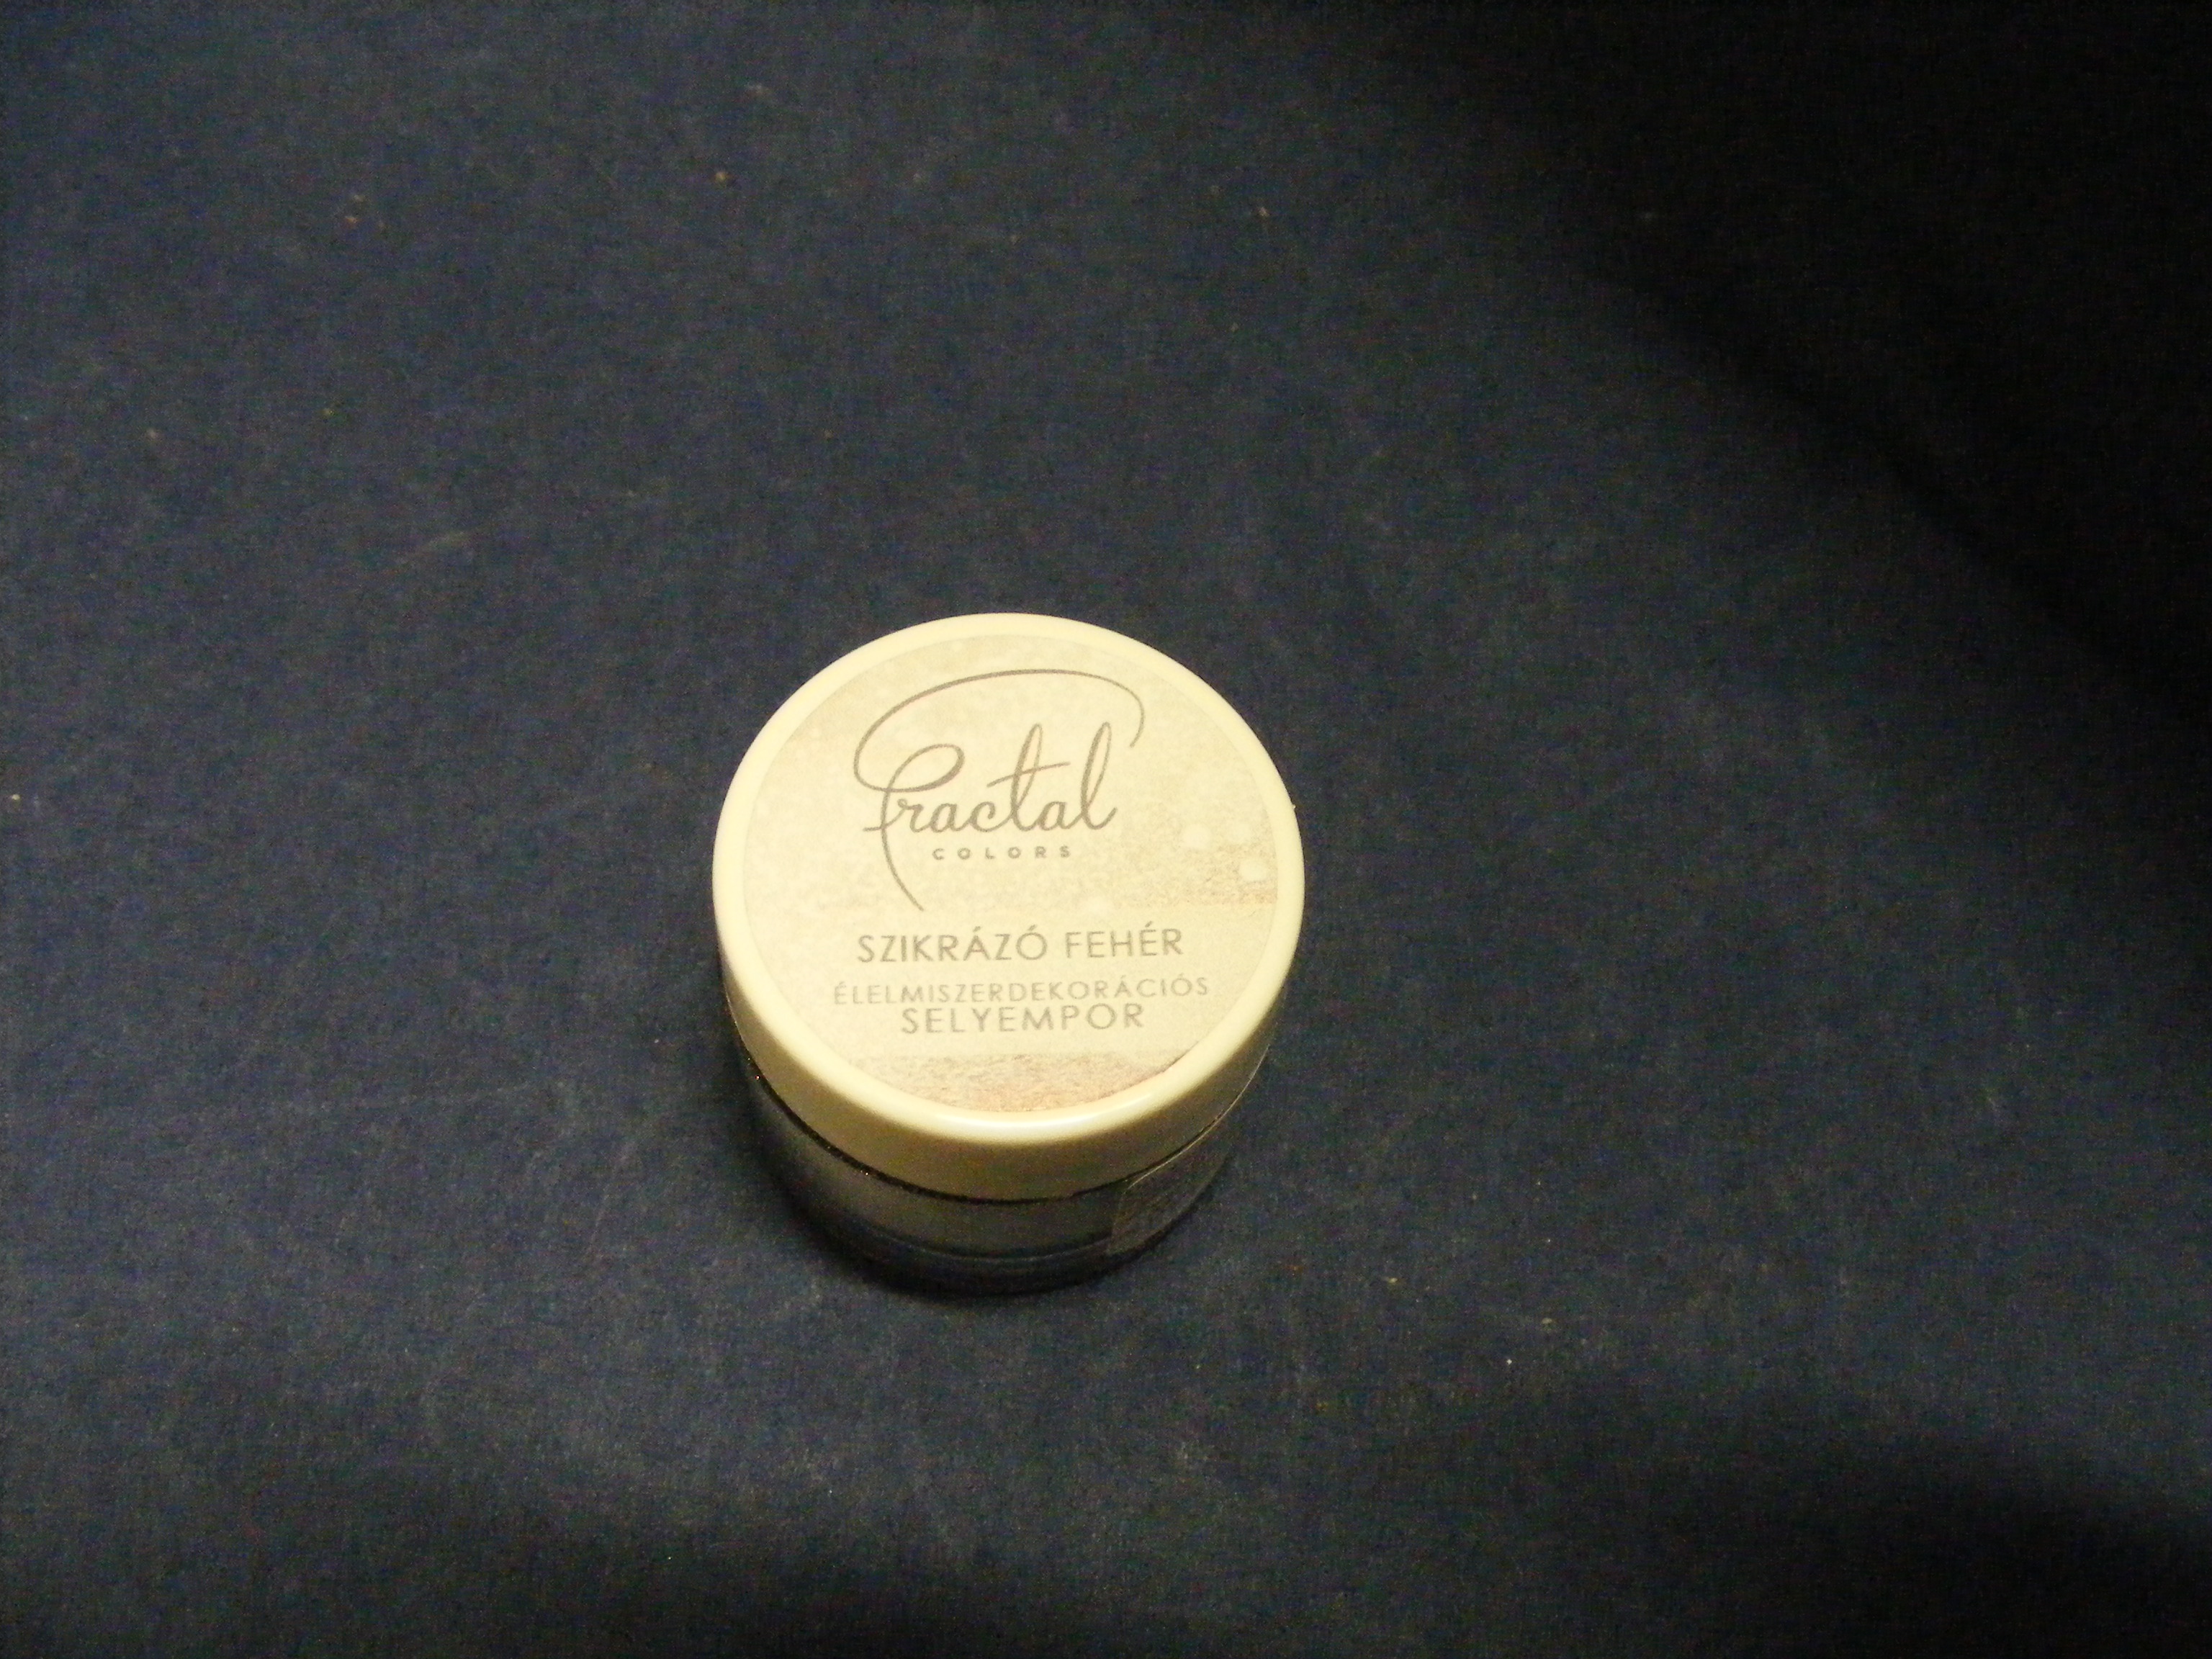 Fractal
COLORS
SZIKRÁZÓ FEHÉR
ÉLELMISZERDEKORÁCIÓS
SELYEMPOR